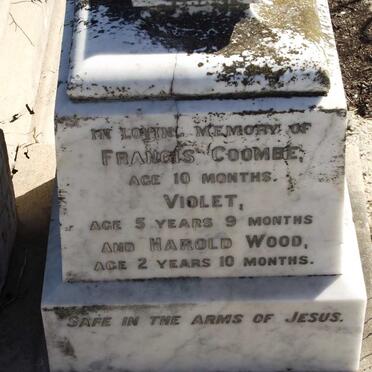 IN LOVING MEMORY OF
FRANCIS COOMBE,
AGE 10 MONTHS.
VIOLET,
AGE 5 YEARS 9 MONTHS
AND HAROLD WOOD,
AGE 2 YEARS 10 MONTHS.
SAFE IN THE ARMS OF JESUS.